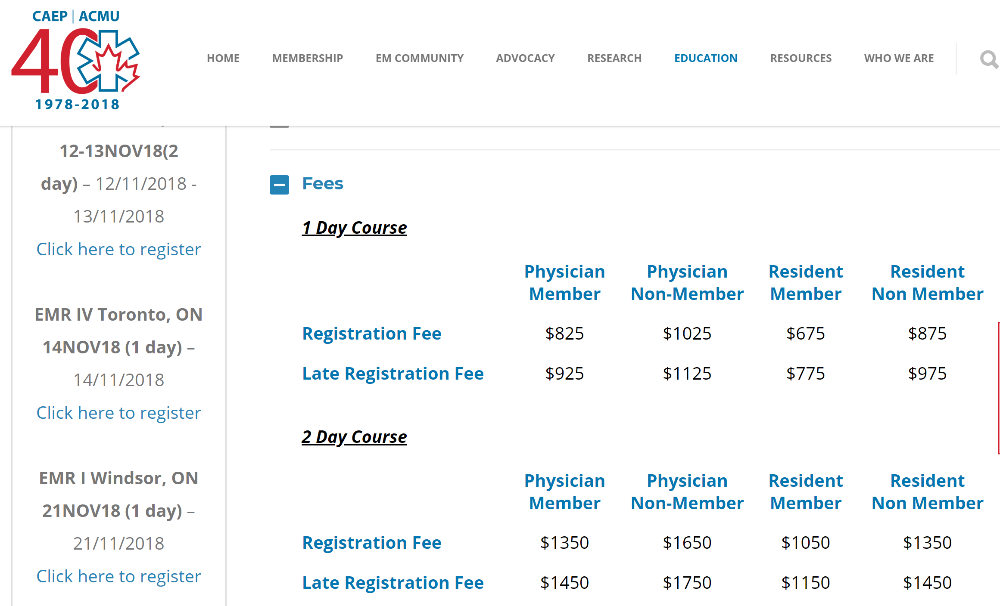 CAEP | ACMU
40
1978-2018
HOME MEMBERSHIP EM COMMUNITY ADVOCACY RESEARCH EDUCATION RESOURCES WHO WE ARE
12-13NOV18(2
day) – 12/11/2018 -
13/11/2018
Click here to register
EMR IV Toronto, ON
14NOV18 (1 day) –
14/11/2018
Click here to register
EMR I Windsor, ON
21NOV18 (1 day) –
21/11/2018
Click here to register
Fees
1 Day Course
Physician Member Physician Non-Member Resident Member Resident Non Member
Registration Fee $825 $1025 $675 $875
Late Registration Fee $925 $1125 $775 $975
2 Day Course
Physician Member Physician Non-Member Resident Member Resident Non Member
Registration Fee $1350 $1650 $1050 $1350
Late Registration Fee $1450 $1750 $1150 $1450